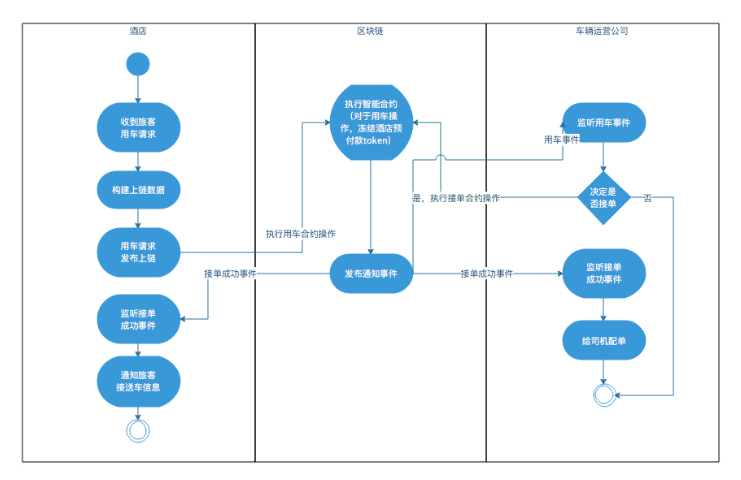 酒店
区块链
车辆运营公司
收到旅客
用车请求
构建上链数据
用车请求
发布上链
执行用车合约操作
接单成功事件
监听接单
成功事件
通知旅客
接送车信息
执行智能合约
（对于用车操
作，冻结酒店预
付款token）
发布通知事件
用车事件
是，执行接单合约操作
接单成功事件
监听用车事件
决定是
否接单
否
监听接单
成功事件
给司机配单